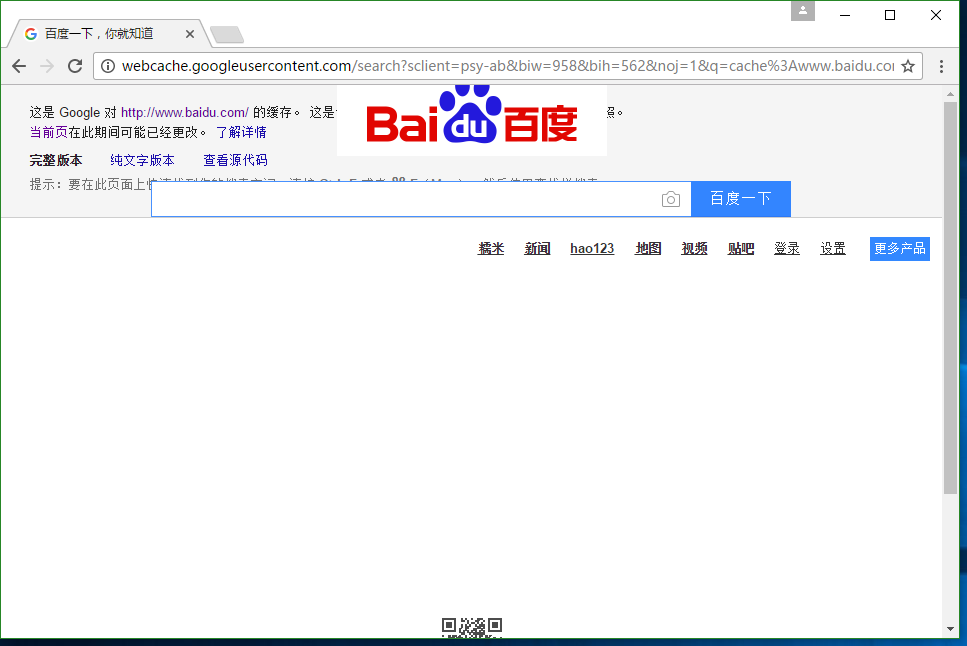 百度一下，你就知道
webcache.googleusercontent.com/search?sclient=psy-ab&biw=958&bih=562&noj=1&q=cache%3Awww.baidu.co
这是 Google 对 http://www.baidu.com/ 的缓存。 这是 照。
当前页在此期间可能已经更改。 了解详情
Bai du 百度
完整版本 纯文字版本 查看源代码
提示：要在此页面上
百度一下
糯米 新闻 hao123 地图 视频 贴吧 登录 设置 更多产品